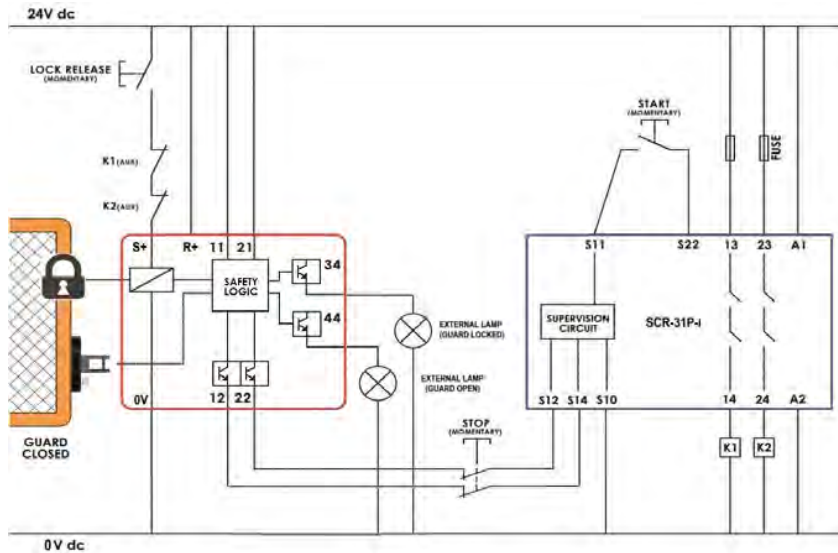 24V dc
LOCK RELEASE
(MOMENTARY)
START
(MOMENTARY)
FUSE
K1(AUX)
K2(AUX)
S+ R+ 11 21
S11 S22 13 23 A1
34
SAFETY
LOGIC
44
EXTERNAL LAMP
(GUARD LOCKED)
SUPERVISION
CIRCUIT
SCR-31P-i
EXTERNAL LAMP
(GUARD OPEN)
0V 12 22
S12 S14 S10 14 24 A2
GUARD
CLOSED
STOP
(MOMENTARY)
K1 K2
0V dc